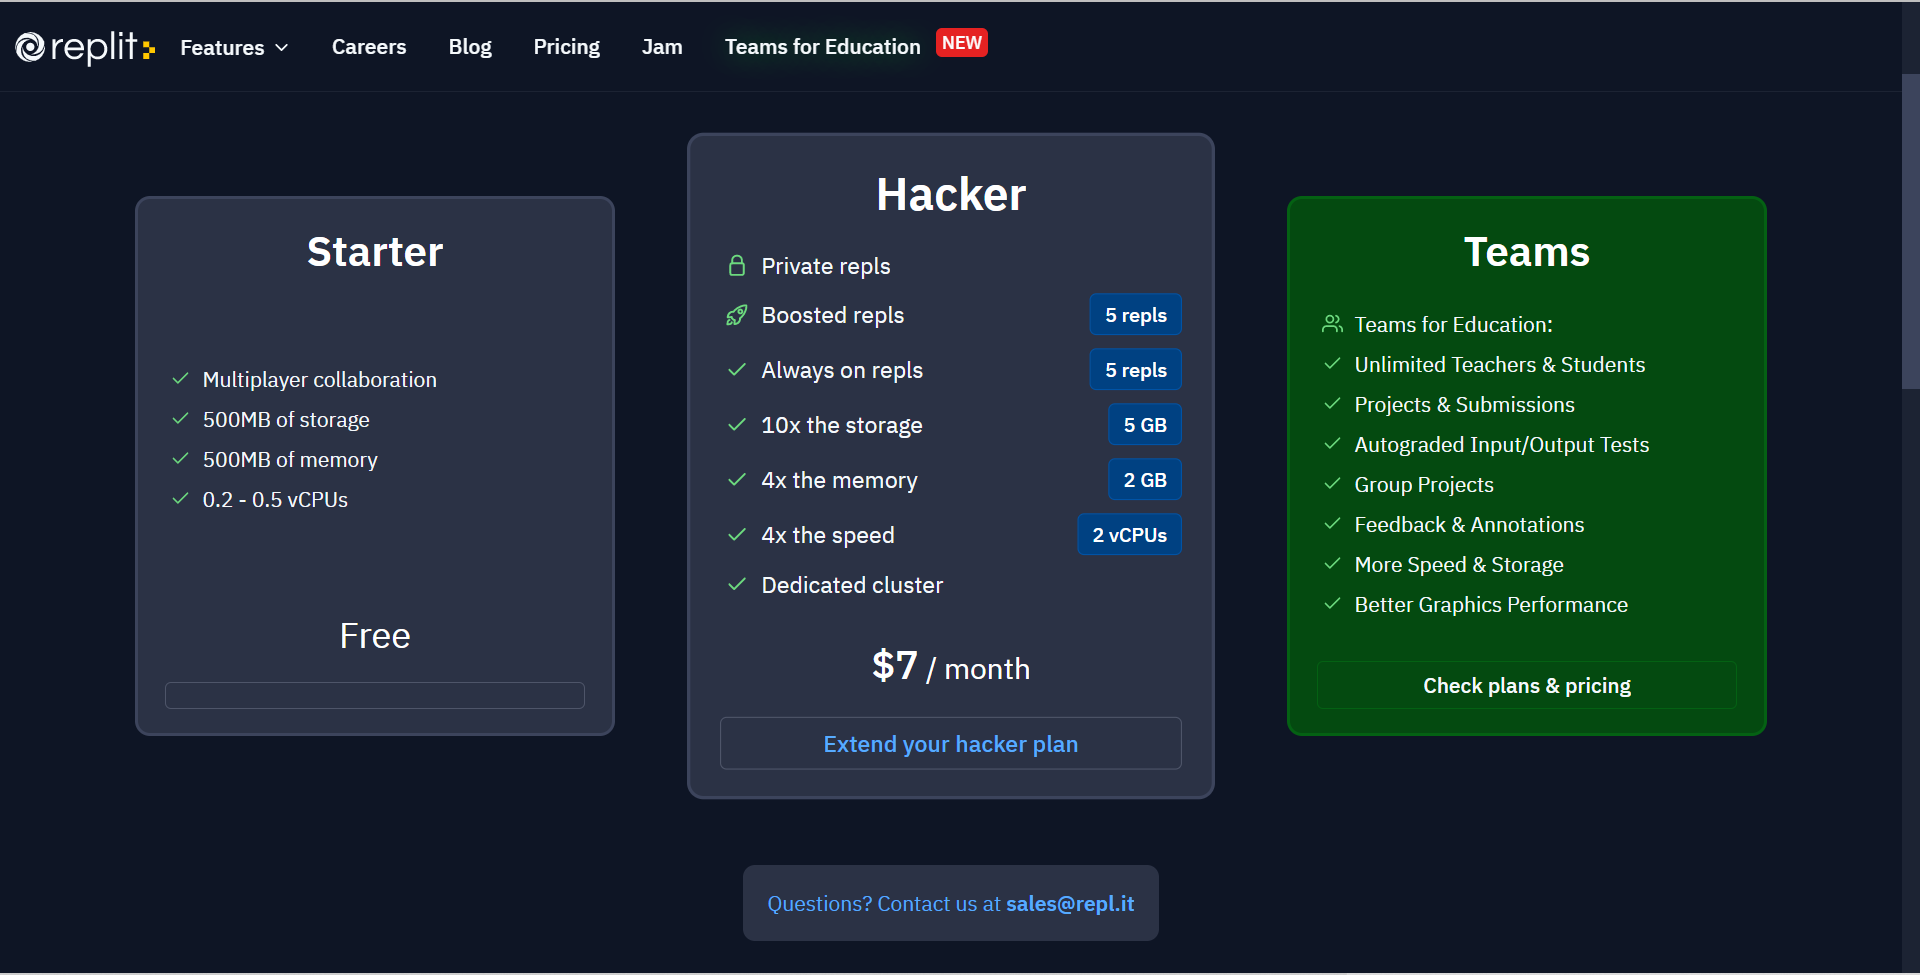 replit
Features
Careers
Blog
Pricing
Jam
Teams for Education
NEW
Starter
Multiplayer collaboration
500MB of storage
500MB of memory
0.2 - 0.5 vCPUs
Free
Hacker
Private repls
Boosted repls 5 repls
Always on repls 5 repls
10x the storage 5 GB
4x the memory 2 GB
4x the speed 2 vCPUs
Dedicated cluster
$7 / month
Extend your hacker plan
Teams
Teams for Education:
Unlimited Teachers & Students
Projects & Submissions
Autograded Input/Output Tests
Group Projects
Feedback & Annotations
More Speed & Storage
Better Graphics Performance
Check plans & pricing
Questions? Contact us at sales@repl.it